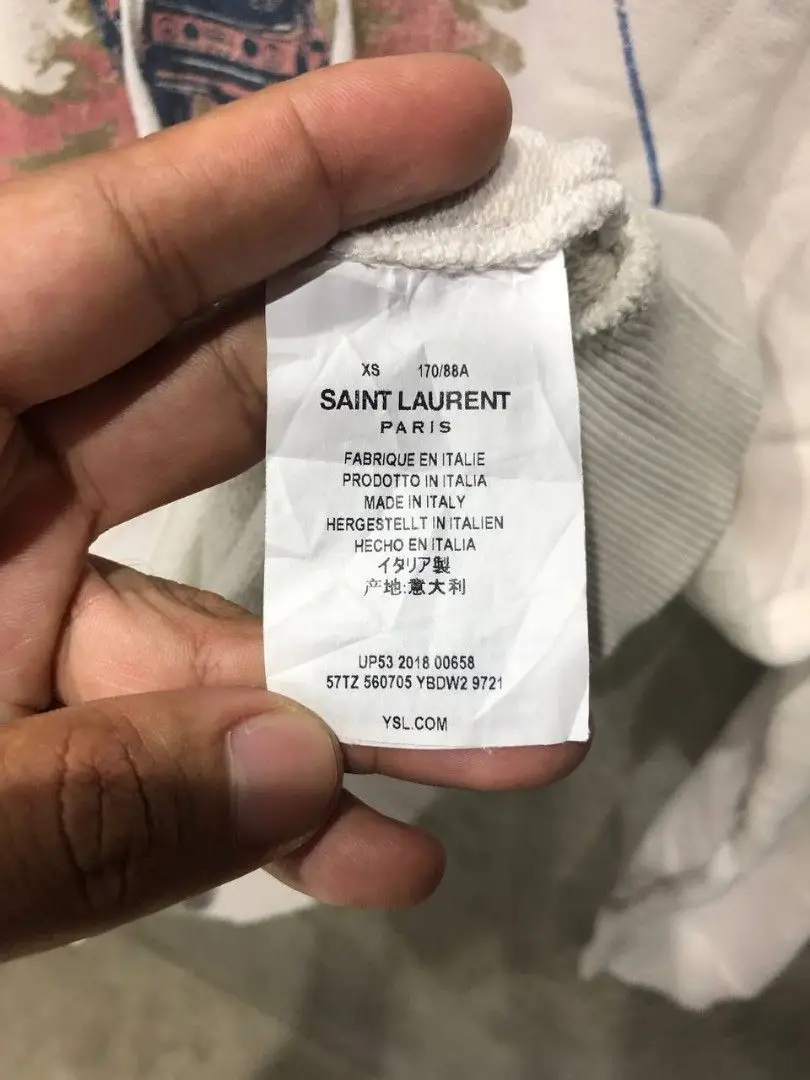 XS 170/88A
SAINT LAURENT
PARIS
FABRIQUE EN ITALIE
PRODOTTO IN ITALIA
MADE IN ITALY
HERGESTELLT IN ITALIEN
HECHO EN ITALIA
イタリア製
产地:意大利
UP53 2018 00658
57TZ 560705 YBDW2 9721
YSL.COM